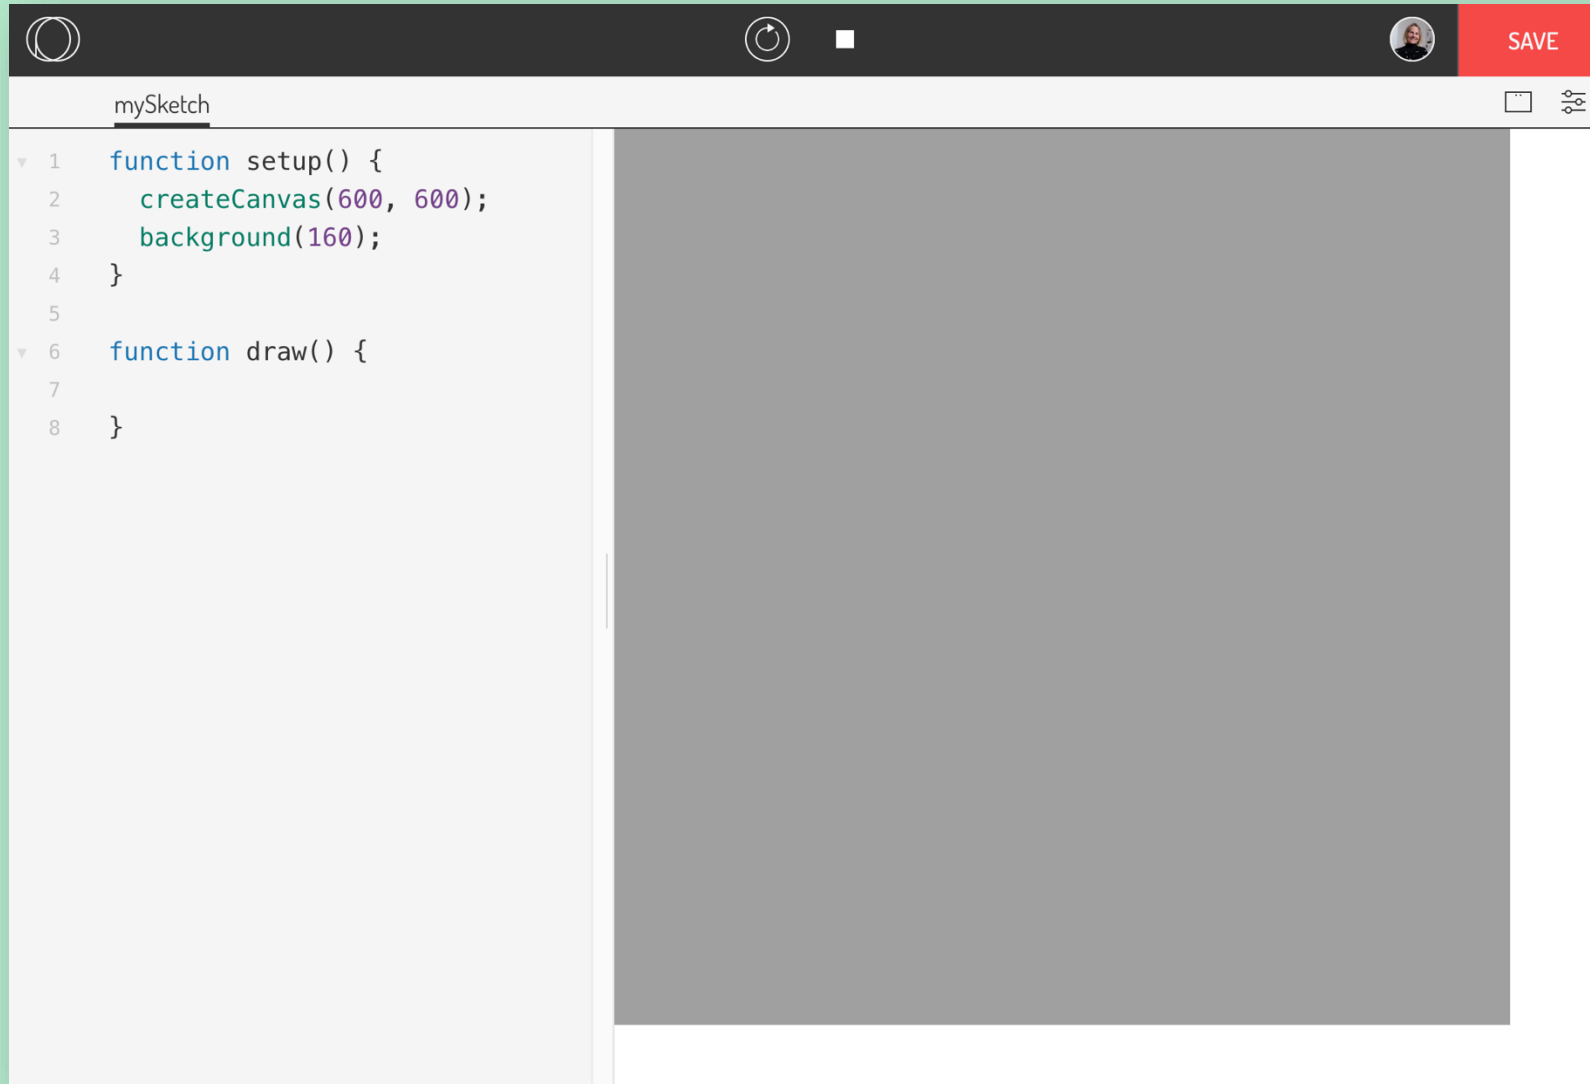 SAVE
mySketch
1 function setup() {
2 createCanvas(600, 600);
3 background(160);
4 }
5
6 function draw() {
7
8 }